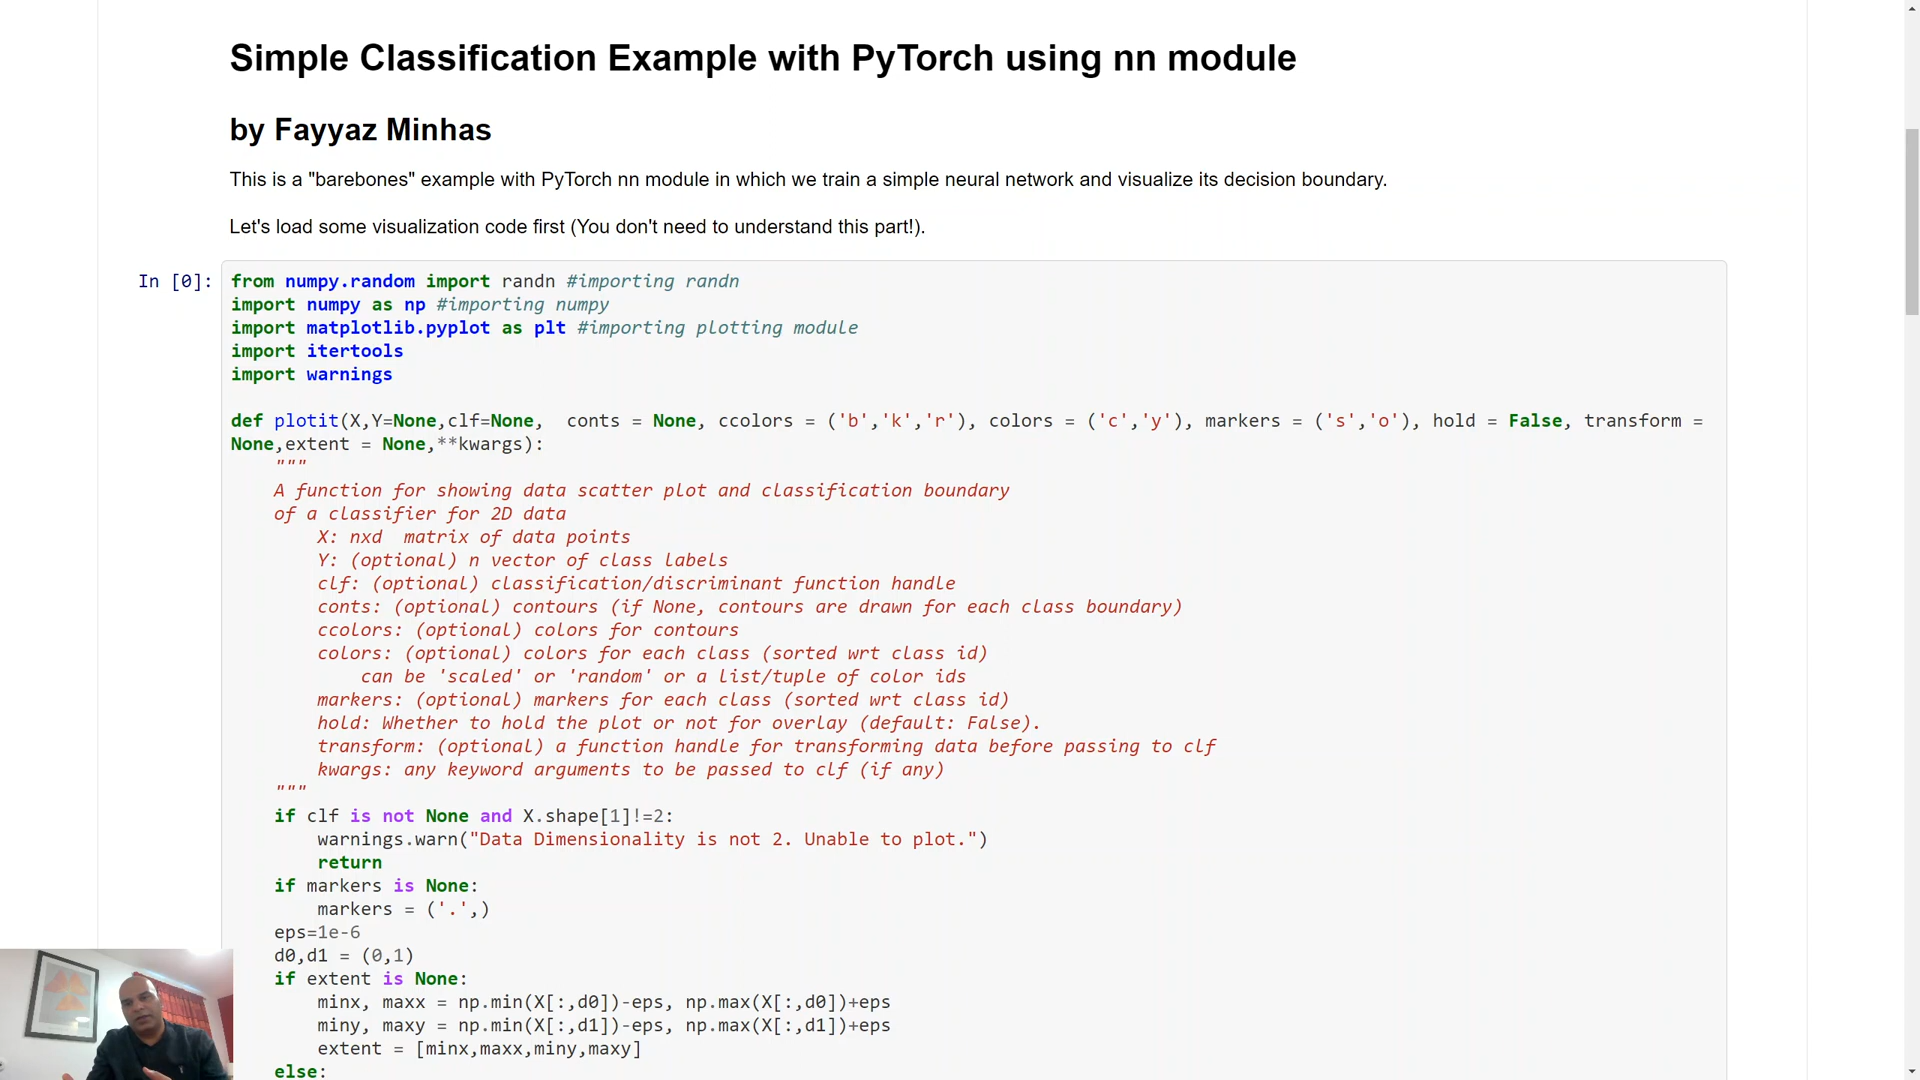 Simple Classification Example with PyTorch using nn module
by Fayyaz Minhas
This is a "barebones" example with PyTorch nn module in which we train a simple neural network and visualize its decision boundary.
Let's load some visualization code first (You don't need to understand this part!).
In [0]:
from numpy.random import randn #importing randn
import numpy as np #importing numpy
import matplotlib.pyplot as plt #importing plotting module
import itertools
import warnings
def plotit(X,Y=None,clf=None,  conts = None, ccolors = ('b','k','r'), colors = ('c','y'), markers = ('s','o'), hold = False, transform =
None,extent = None,**kwargs):
    """
    A function for showing data scatter plot and classification boundary
    of a classifier for 2D data
        X: nxd  matrix of data points
        Y: (optional) n vector of class labels
        clf: (optional) classification/discriminant function handle
        conts: (optional) contours (if None, contours are drawn for each class boundary)
        ccolors: (optional) colors for contours
        colors: (optional) colors for each class (sorted wrt class id)
            can be 'scaled' or 'random' or a list/tuple of color ids
        markers: (optional) markers for each class (sorted wrt class id)
        hold: Whether to hold the plot or not for overlay (default: False).
        transform: (optional) a function handle for transforming data before passing to clf
        kwargs: any keyword arguments to be passed to clf (if any)
    """
    if clf is not None and X.shape[1]!=2:
        warnings.warn("Data Dimensionality is not 2. Unable to plot.")
        return
    if markers is None:
        markers = ('.',)
    eps=1e-6
    d0,d1 = (0,1)
    if extent is None:
        minx, maxx = np.min(X[:,d0])-eps, np.max(X[:,d0])+eps
        miny, maxy = np.min(X[:,d1])-eps, np.max(X[:,d1])+eps
        extent = [minx,maxx,miny,maxy]
    else: